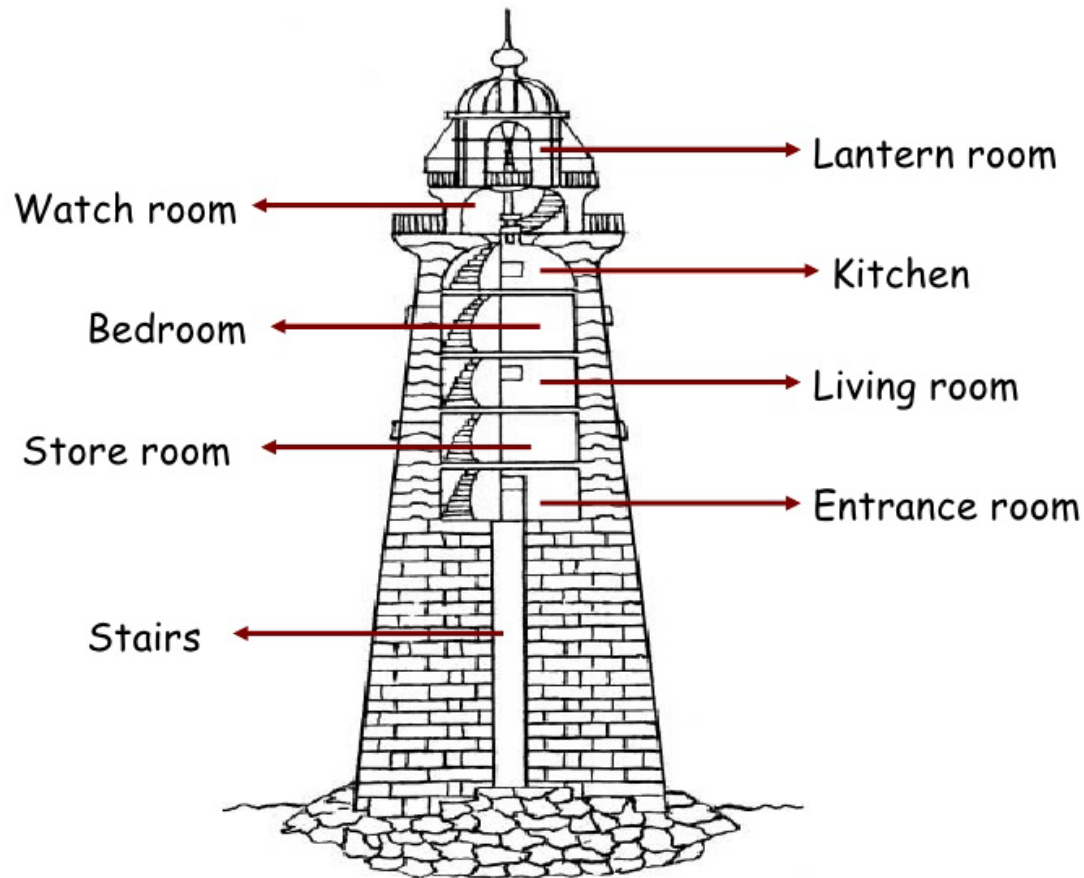 Lantern room
Watch room
Kitchen
Bedroom
Living room
Store room
Entrance room
Stairs